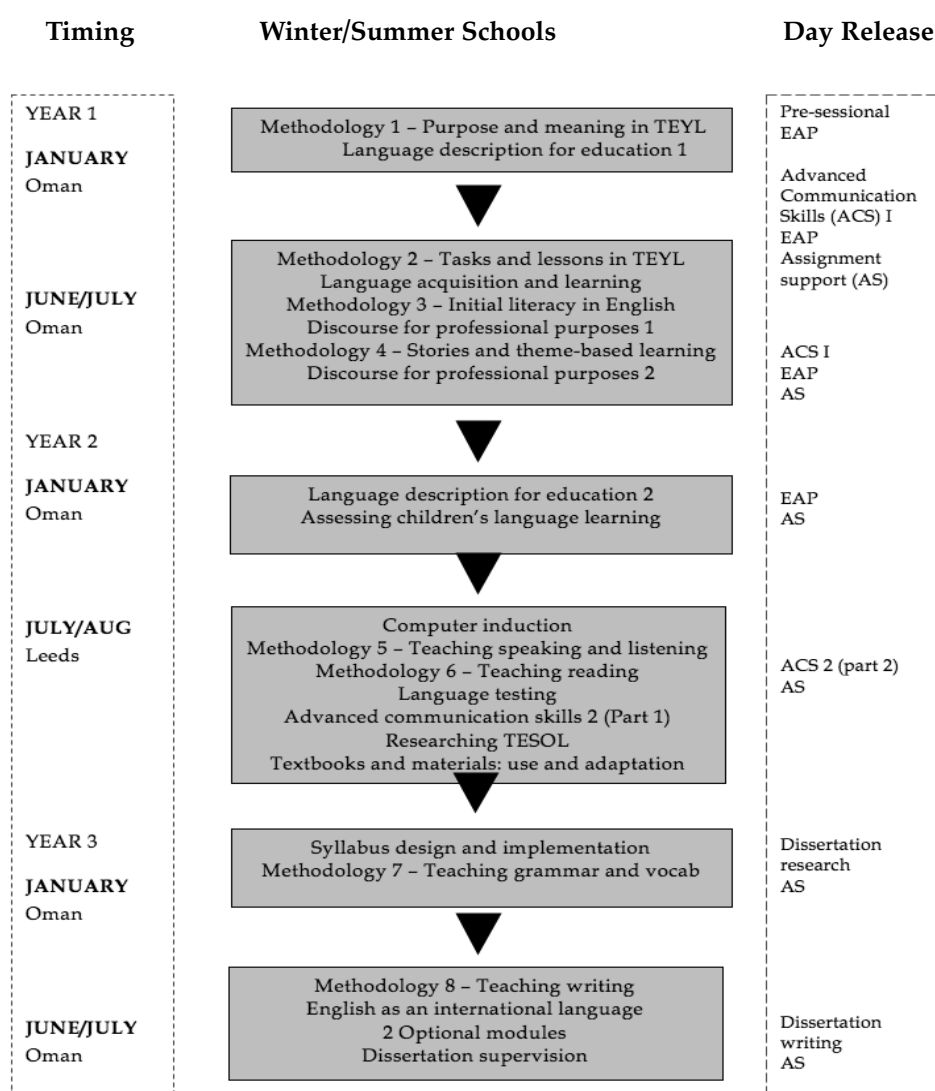 Timing
Winter/Summer Schools
Day Release
YEAR 1
JANUARY
Oman
Methodology 1 – Purpose and meaning in TEYL
Language description for education 1
Pre-sessional
EAP
Advanced
Communication
Skills (ACS) I
EAP
Assignment
support (AS)
JUNE/JULY
Oman
Methodology 2 – Tasks and lessons in TEYL
Language acquisition and learning
Methodology 3 – Initial literacy in English
Discourse for professional purposes 1
Methodology 4 – Stories and theme-based learning
Discourse for professional purposes 2
ACS I
EAP
AS
YEAR 2
JANUARY
Oman
Language description for education 2
Assessing children's language learning
EAP
AS
JULY/AUG
Leeds
Computer induction
Methodology 5 – Teaching speaking and listening
Methodology 6 – Teaching reading
Language testing
Advanced communication skills 2 (Part 1)
Researching TESOL
Textbooks and materials: use and adaptation
ACS 2 (part 2)
AS
YEAR 3
JANUARY
Oman
Syllabus design and implementation
Methodology 7 – Teaching grammar and vocab
Dissertation
research
AS
JUNE/JULY
Oman
Methodology 8 – Teaching writing
English as an international language
2 Optional modules
Dissertation supervision
Dissertation
writing
AS